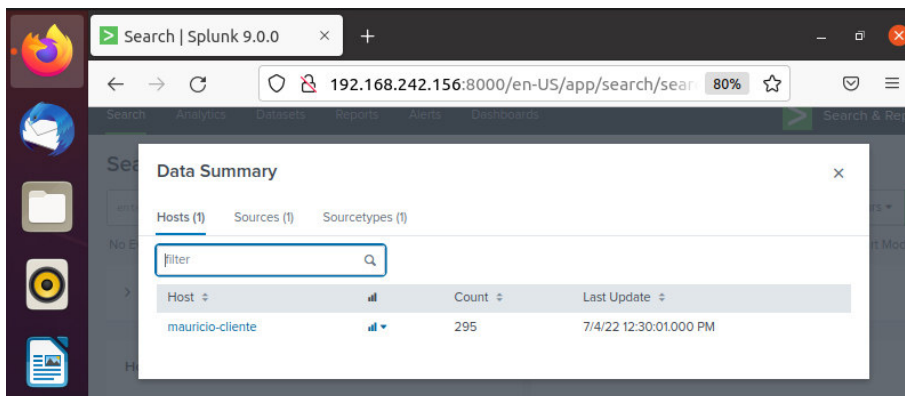 Search | Splunk 9.0.0
192.168.242.156:8000/en-US/app/search/sear 80%
Search Analytics Datasets Reports Alerts Dashboards Search & Rep
Sea
Data Summary
Hosts (1) Sources (1) Sourcetypes (1)
No E
filter
Host Count Last Update
mauricio-cliente 295 7/4/22 12:30:01.000 PM